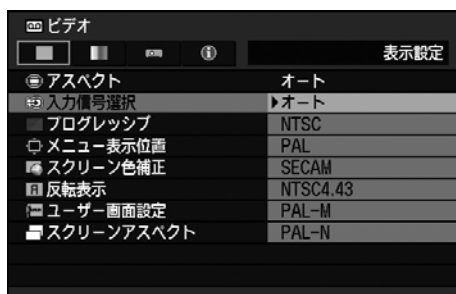 ビデオ
表示設定
アスペクト オート
入力信号選択 ▶オート
プログレッシブ NTSC
メニュー表示位置 PAL
スクリーン色補正 SECAM
反転表示 NTSC4.43
ユーザー画面設定 PAL-M
スクリーンアスペクト PAL-N